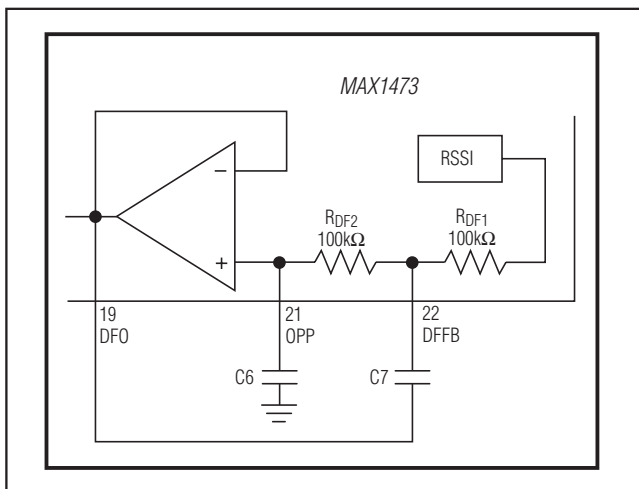 MAX1473
RSSI
−
RDF2
100kΩ
RDF1
100kΩ
+
19
DFO
21
OPP
22
DFFB
C6
C7